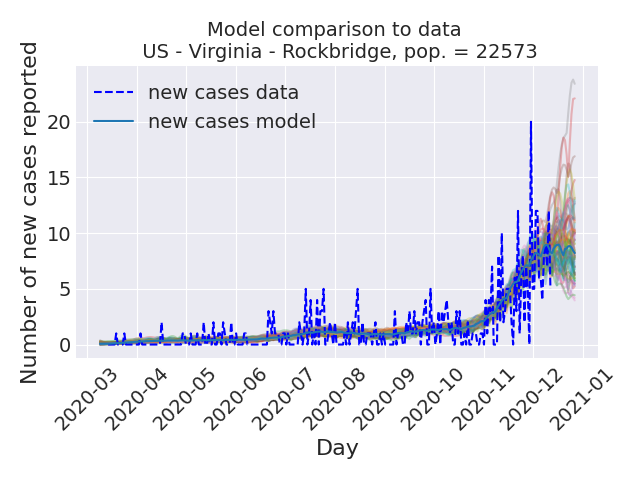 Model comparison to data
US - Virginia - Rockbridge, pop. = 22573
new cases data
new cases model
Number of new cases reported
20
15
10
5
0
2020-03
2020-04
2020-05
2020-06
2020-07
2020-08
2020-09
2020-10
2020-11
2020-12
2021-01
Day